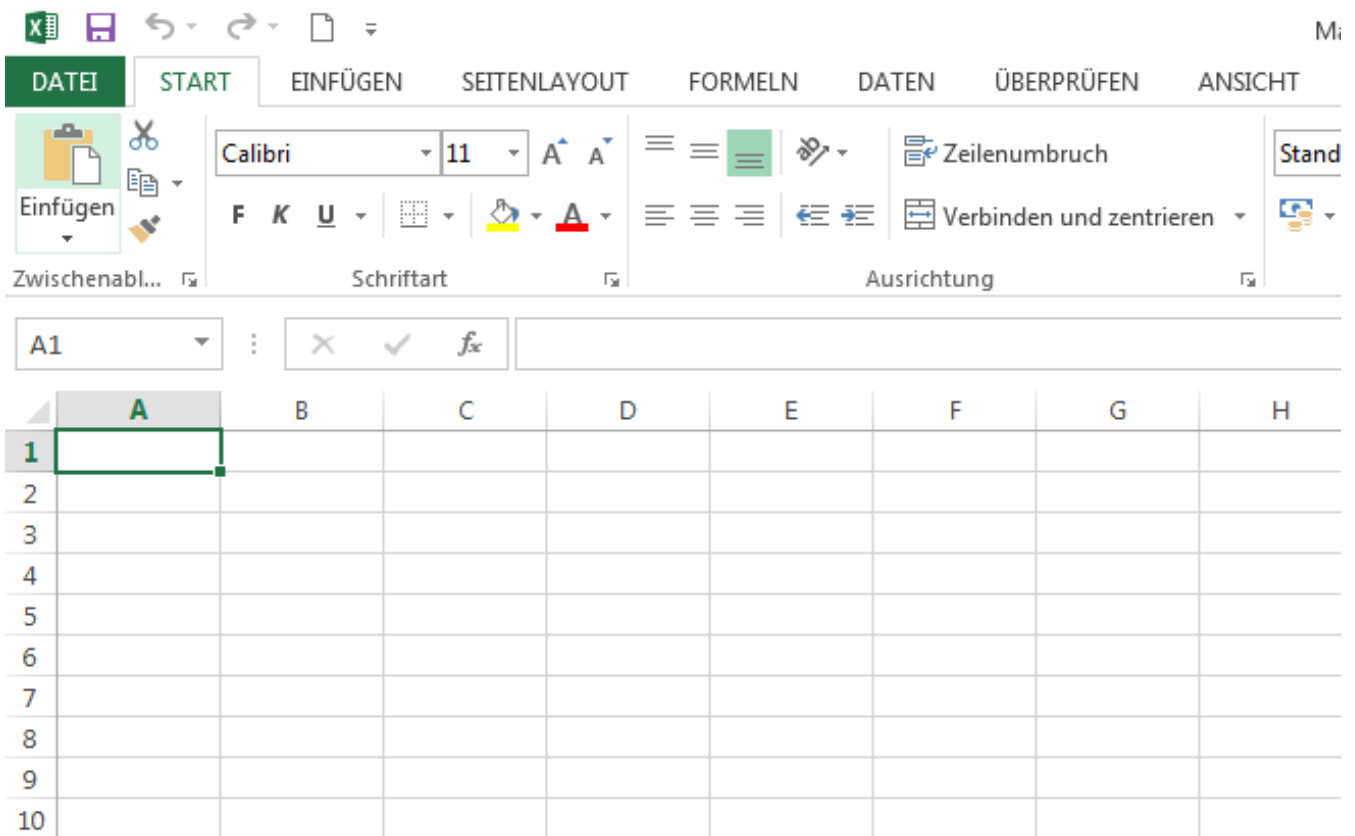 Ma
DATEI START EINFÜGEN SEITENLAYOUT FORMELN DATEN ÜBERPRÜFEN ANSICHT
Calibri 11 A A Zeilenumbruch Stand
Einfügen F K U A Verbinden und zentrieren
Zwischenabl... Schriftart Ausrichtung
A1 fx
A B C D E F G H
1
2
3
4
5
6
7
8
9
10